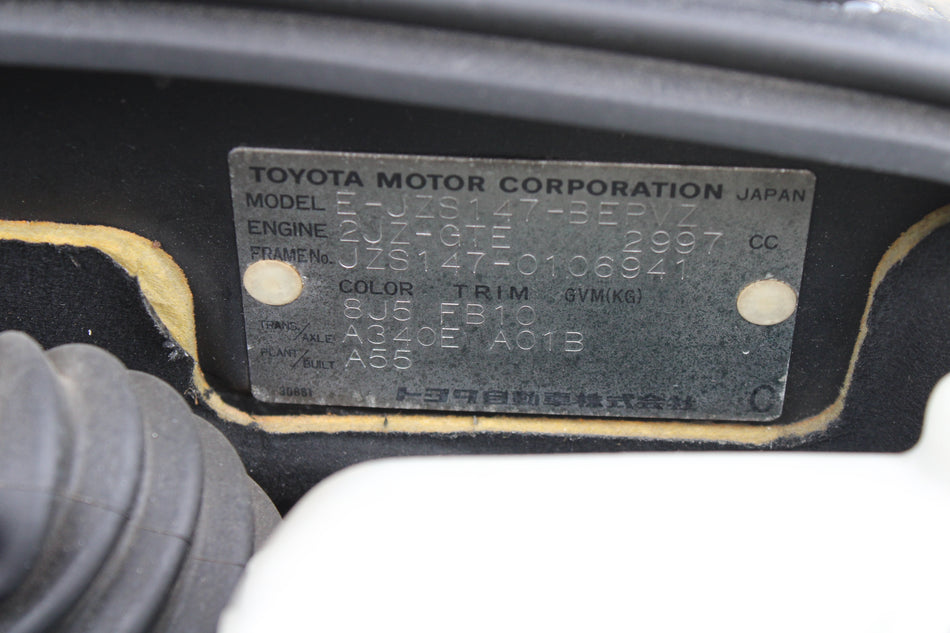 TOYOTA MOTOR CORPORATION JAPAN
MODEL E-JZS147-BEPVZ
ENGINE 2JZ-GTE 2997 CC
FRAME No. JZS147-0106941
COLOR TRIM GVM(KG)
8J5 FB10
TRANS./AXLE A340E A01B
PLANT/BUILT A55
トヨタ自動車株式会社 C